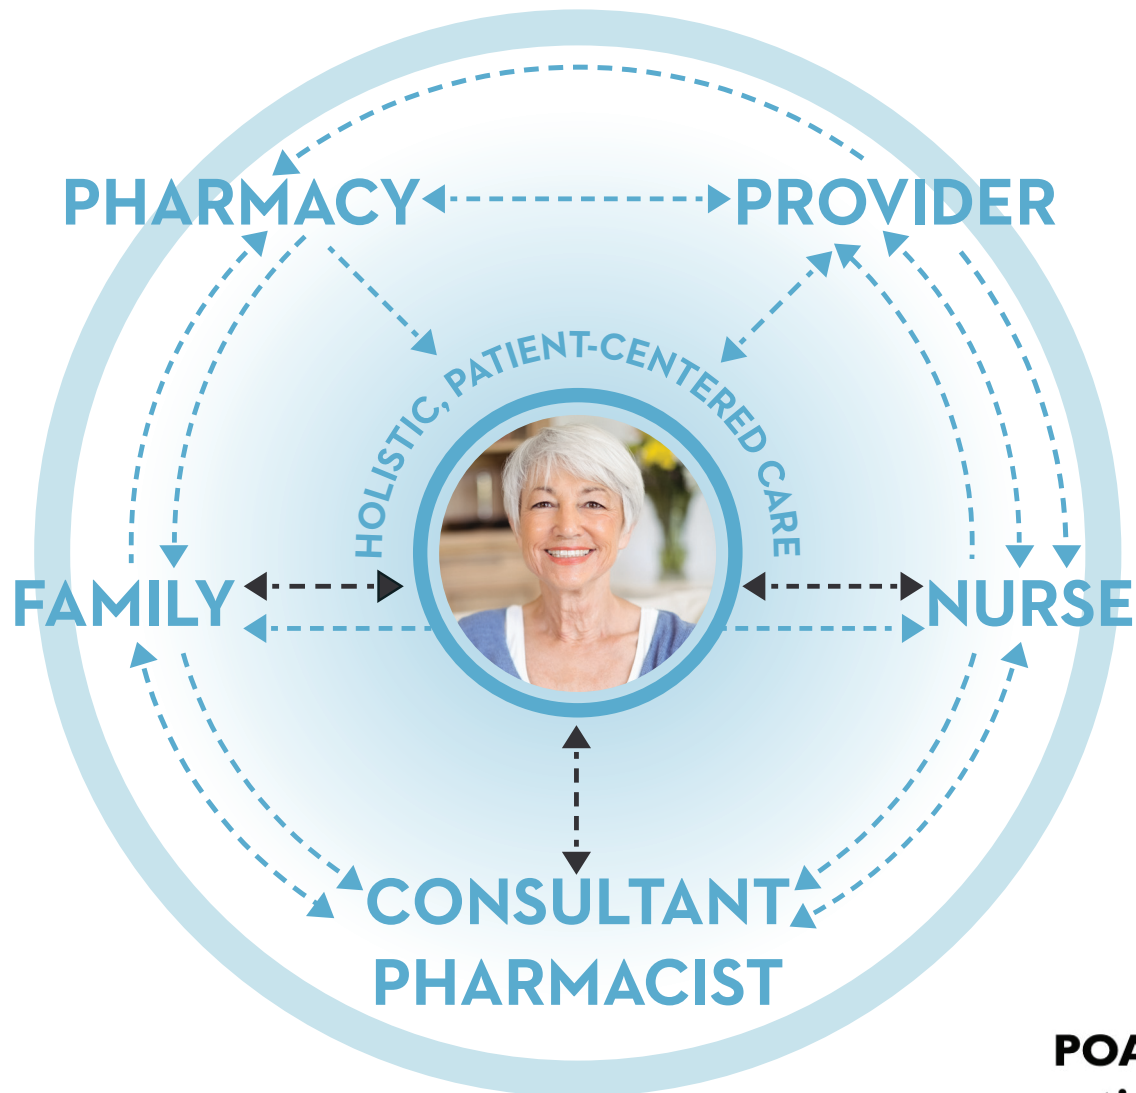 PHARMACY
PROVIDER
HOLISTIC, PATIENT-CENTERED CARE
FAMILY
NURSE
CONSULTANT
PHARMACIST